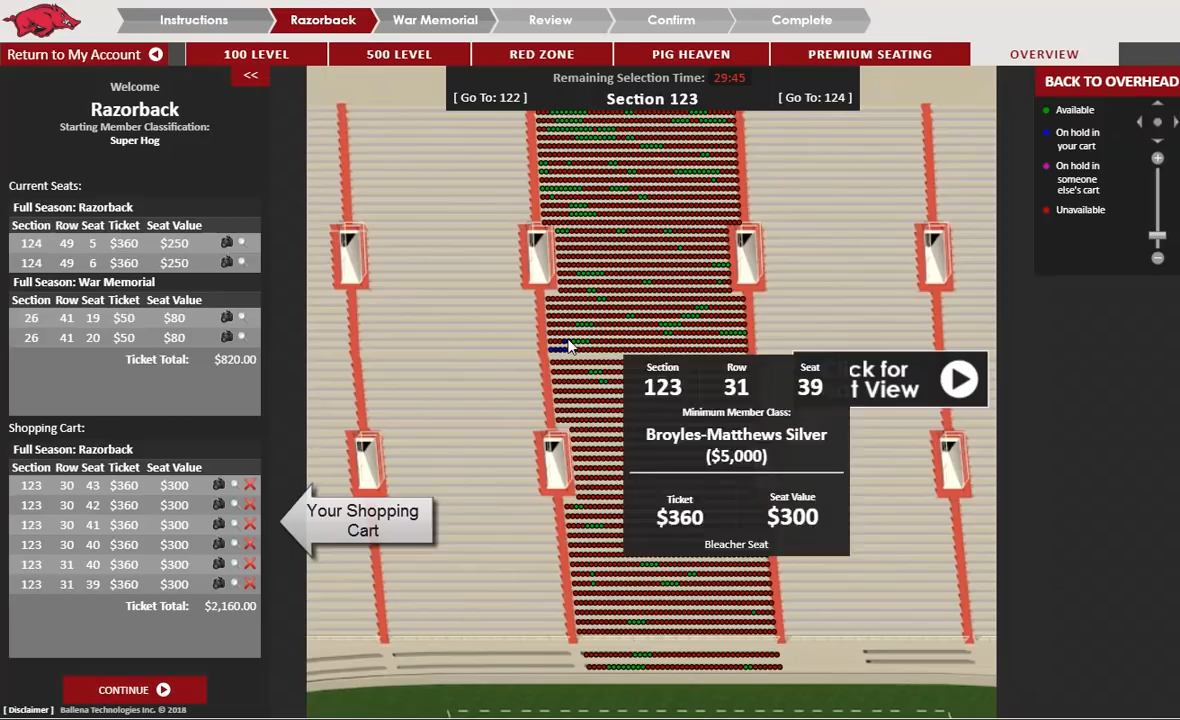 Instructions
Razorback
War Memorial
Review
Confirm
Complete
Return to My Account
100 LEVEL
500 LEVEL
RED ZONE
PIG HEAVEN
PREMIUM SEATING
OVERVIEW
<<
Welcome
Razorback
Starting Member Classification:
Super Hog
Current Seats:
Full Season: Razorback
Section Row Seat Ticket Seat Value
124 49 5 $360 $250
124 49 6 $360 $250
Full Season: War Memorial
Section Row Seat Ticket Seat Value
26 41 19 $50 $80
26 41 20 $50 $80
Ticket Total: $820.00
Shopping Cart:
Full Season: Razorback
Section Row Seat Ticket Seat Value
123 30 43 $360 $300
123 30 42 $360 $300
123 30 41 $360 $300
123 30 40 $360 $300
123 31 40 $360 $300
123 31 39 $360 $300
Ticket Total: $2,160.00
CONTINUE
[ Disclaimer ] Ballena Technologies Inc. © 2018
Remaining Selection Time: 29:45
[ Go To: 122 ] Section 123 [ Go To: 124 ]
Your Shopping
Cart
Section Row Seat
123 31 39
Minimum Member Class:
Broyles-Matthews Silver
($5,000)
Ticket Seat Value
$360 $300
Bleacher Seat
ick for
t View
BACK TO OVERHEAD
Available
On hold in
your cart
On hold in
someone
else's cart
Unavailable